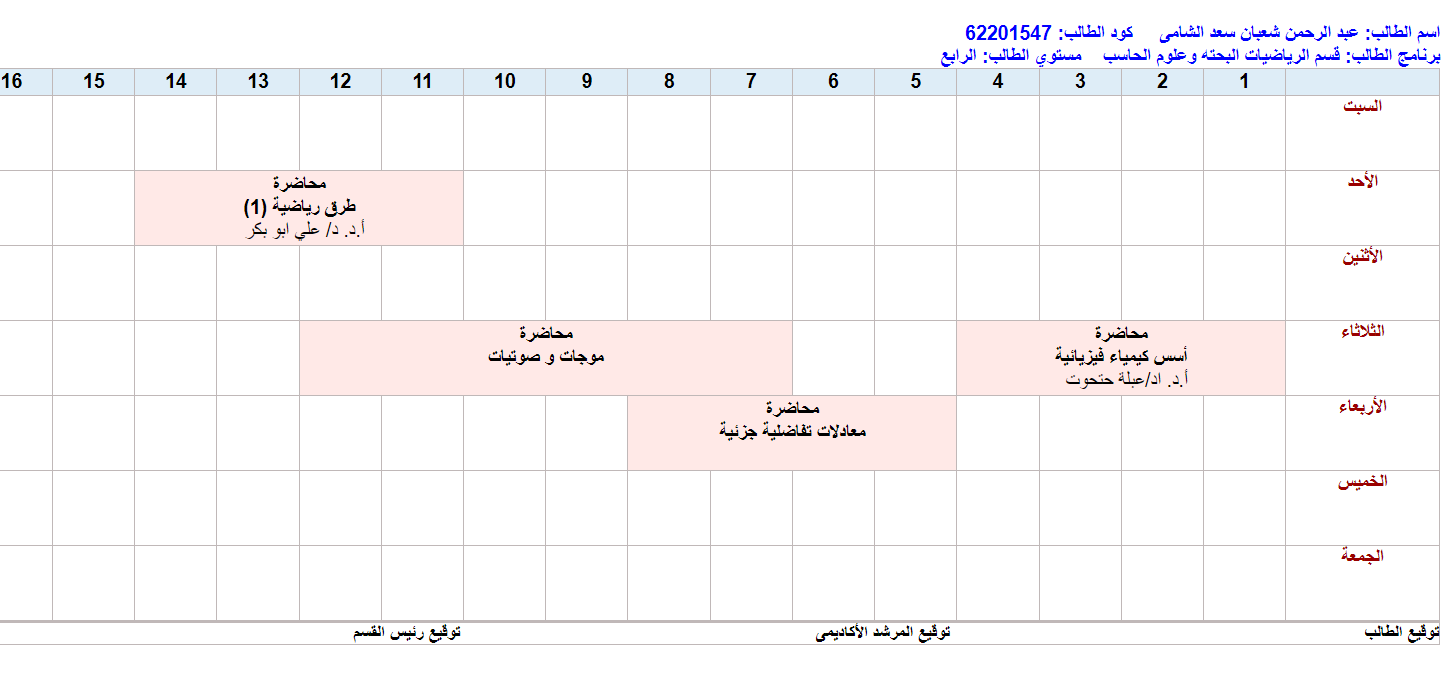 اسم الطالب: عبد الرحمن شعبان سعد الشامى كود الطالب: 62201547
برنامج الطالب: قسم الرياضيات البحته وعلوم الحاسب مستوي الطالب: الرابع
1 2 3 4 5 6 7 8 9 10 11 12 13 14 15 16
السبت
الأحد
محاضرة
طرق رياضية (1)
أ.د. د/ علي ابو بكر
الأثنين
الثلاثاء
محاضرة
أسس كيمياء فيزيائية
أ.د. اد/عبلة حتحوت
محاضرة
موجات و صوتيات
الأربعاء
محاضرة
معادلات تفاضلية جزئية
الخميس
الجمعة
توقيع الطالب توقيع المرشد الأكاديمى توقيع رئيس القسم